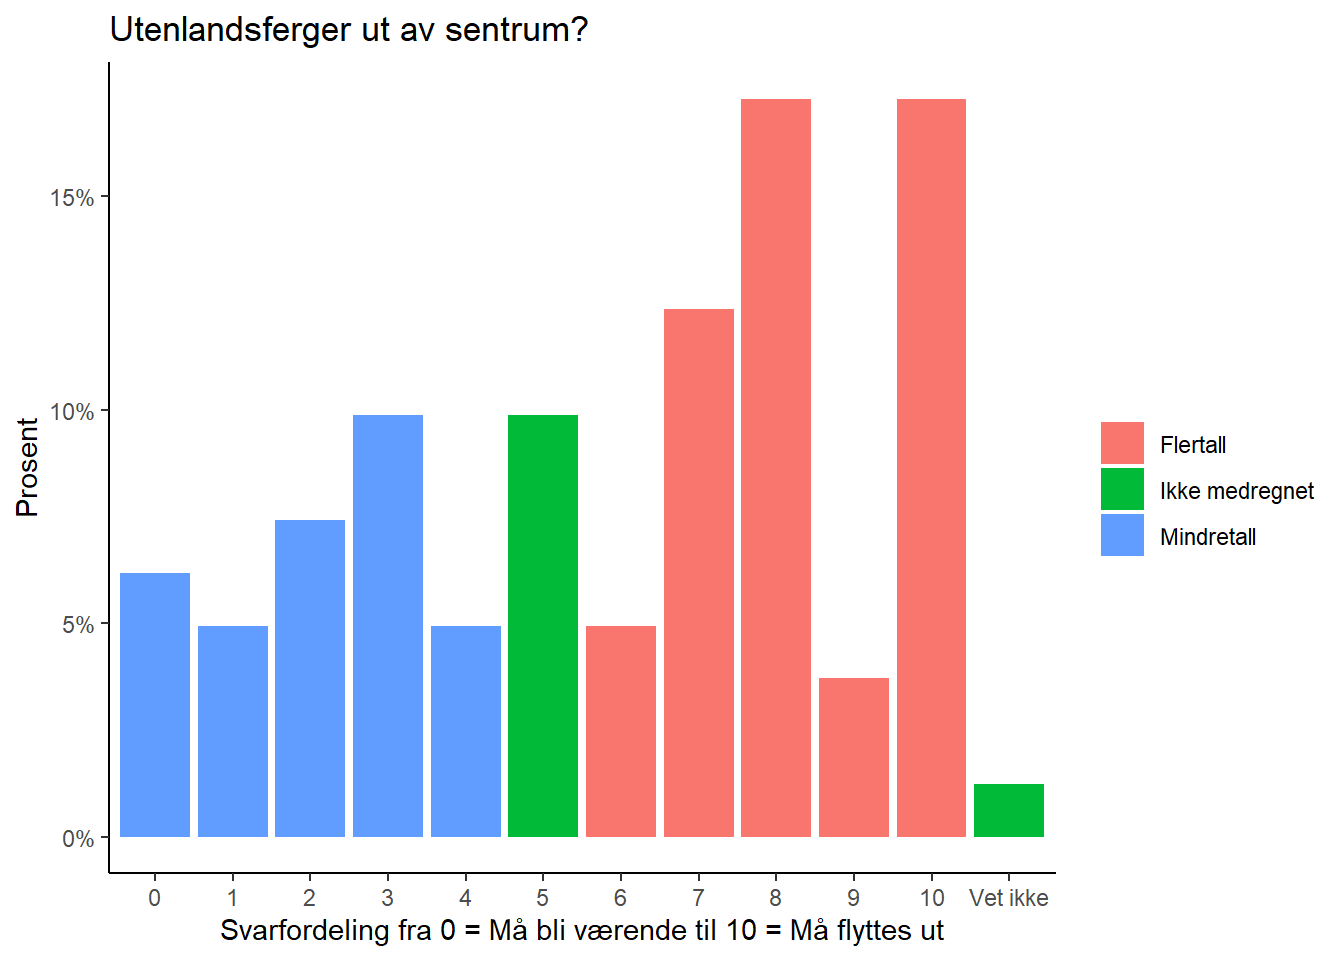 Utenlandsferger ut av sentrum?
Prosent
15%
10%
5%
0%
0 1 2 3 4 5 6 7 8 9 10 Vet ikke
Svarfordeling fra 0 = Må bli værende til 10 = Må flyttes ut
Flertall
Ikke medregnet
Mindretall